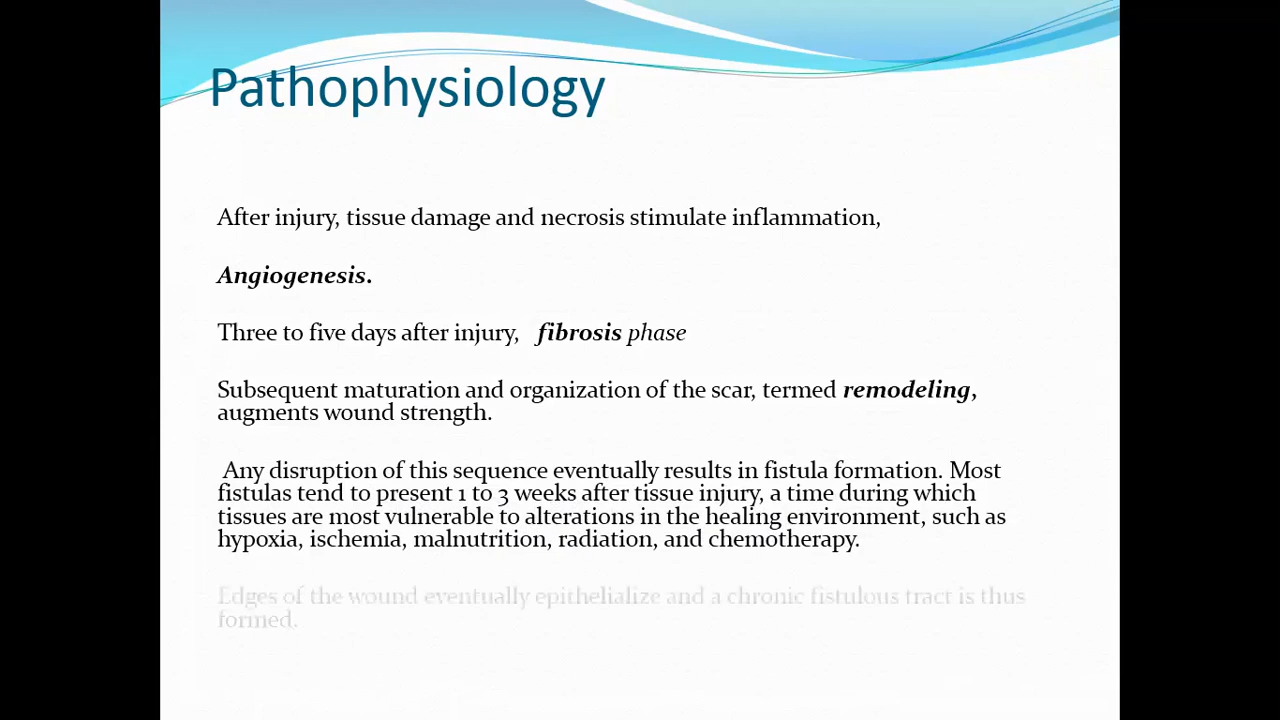 Pathophysiology
After injury, tissue damage and necrosis stimulate inflammation,
Angiogenesis.
Three to five days after injury, fibrosis phase
Subsequent maturation and organization of the scar, termed remodeling,
augments wound strength.
Any disruption of this sequence eventually results in fistula formation. Most
fistulas tend to present 1 to 3 weeks after tissue injury, a time during which
tissues are most vulnerable to alterations in the healing environment, such as
hypoxia, ischemia, malnutrition, radiation, and chemotherapy.
Edges of the wound eventually epithelialize and a chronic fistulous tract is thus
formed.